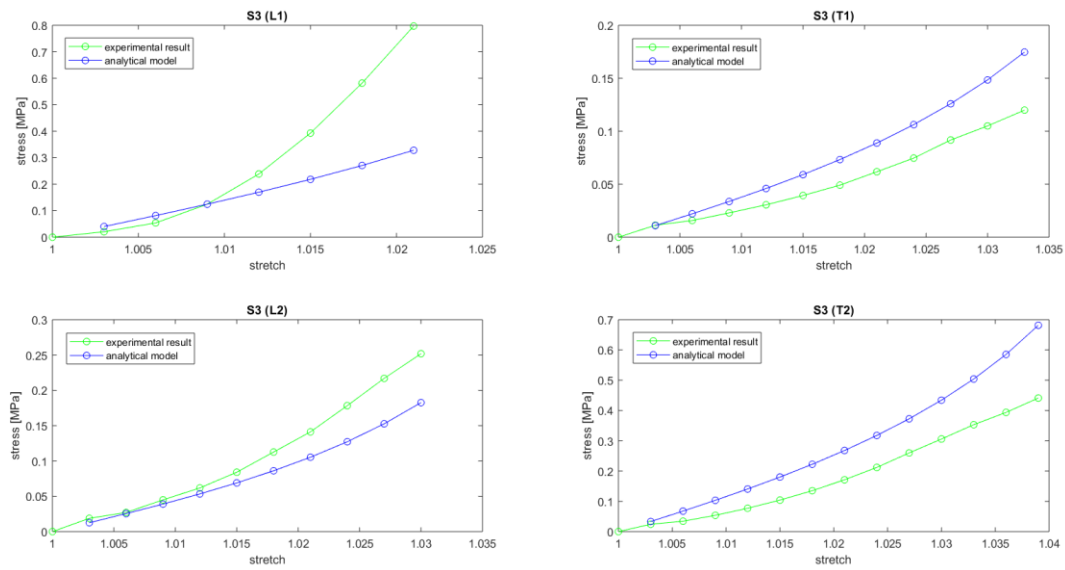 S3 (L1)
0.8
0.7
0.6
0.5
0.4
0.3
0.2
0.1
0
stress [MPa]
experimental result
analytical model
1 1.005 1.01 1.015 1.02 1.025
stretch
S3 (T1)
0.2
0.15
0.1
0.05
0
stress [MPa]
experimental result
analytical model
1 1.005 1.01 1.015 1.02 1.025 1.03 1.035
stretch
S3 (L2)
0.3
0.25
0.2
0.15
0.1
0.05
0
stress [MPa]
experimental result
analytical model
1 1.005 1.01 1.015 1.02 1.025 1.03 1.035
stretch
S3 (T2)
0.7
0.6
0.5
0.4
0.3
0.2
0.1
0
stress [MPa]
experimental result
analytical model
1 1.005 1.01 1.015 1.02 1.025 1.03 1.035 1.04
stretch